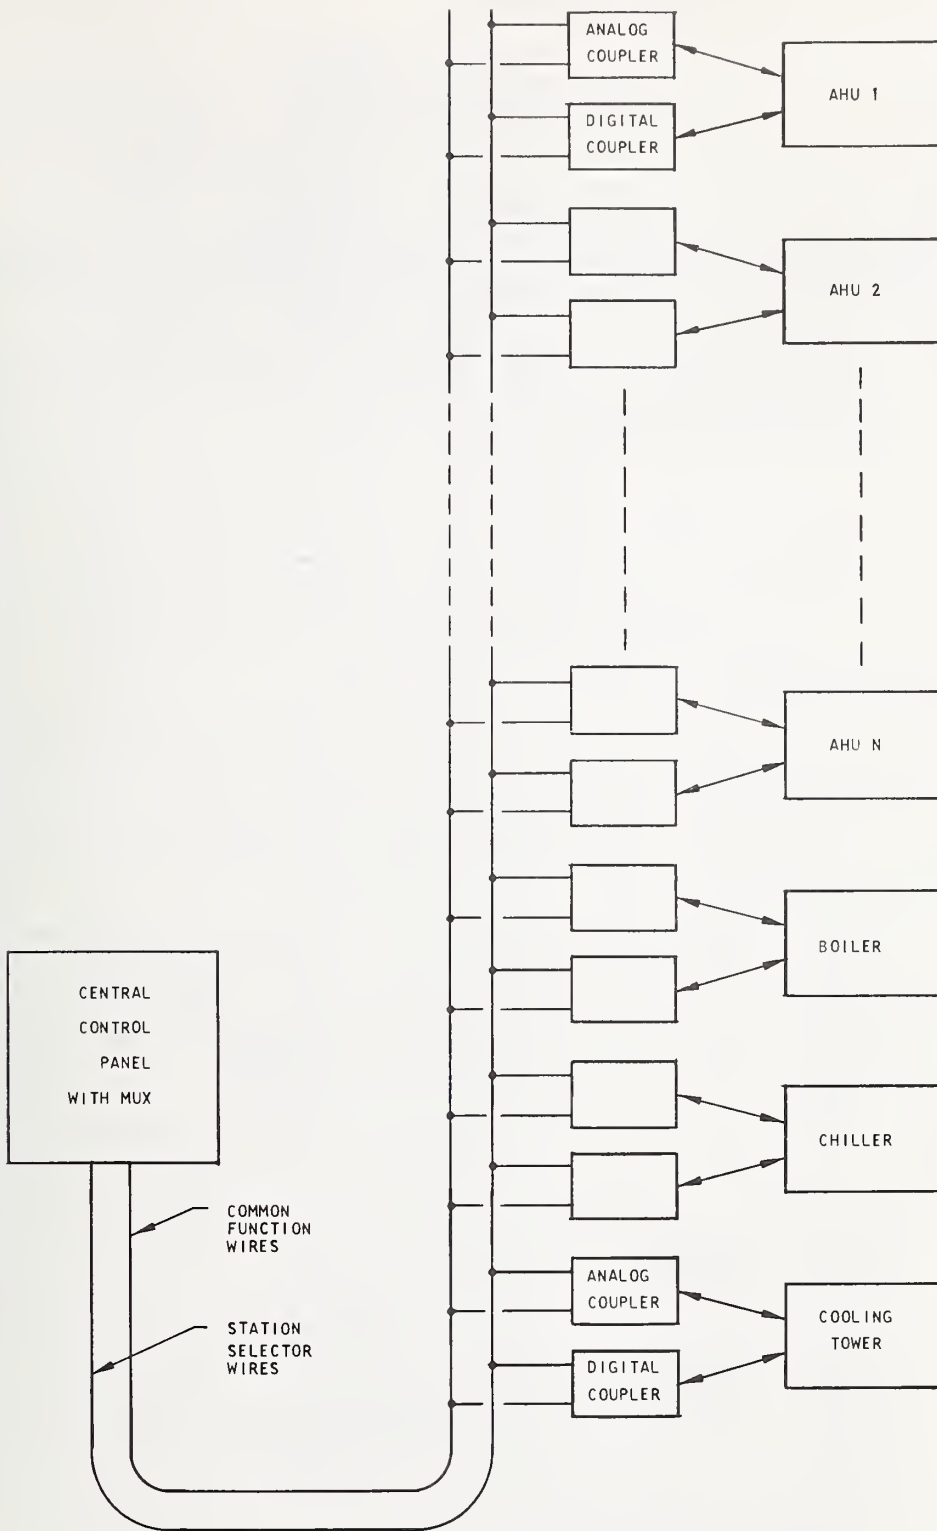 ANALOG
COUPLER
AHU 1
DIGITAL
COUPLER
AHU 2
AHU N
BOILER
CENTRAL
CONTROL
PANEL
WITH MUX
CHILLER
COMMON
FUNCTION
WIRES
ANALOG
COUPLER
COOLING
TOWER
STATION
SELECTOR
WIRES
DIGITAL
COUPLER